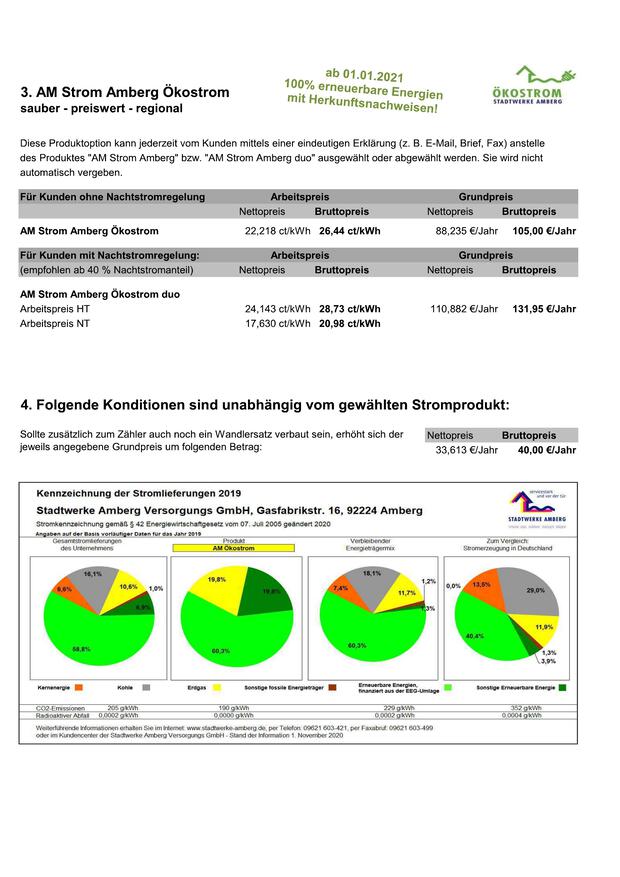 3. AM Strom Amberg Ökostrom
sauber - preiswert - regional
ab 01.01.2021
100% erneuerbare Energien
mit Herkunftsnachweisen!
ÖKOSTROM
STADTWERKE AMBERG
Diese Produktoption kann jederzeit vom Kunden mittels einer eindeutigen Erklärung (z. B. E-Mail, Brief, Fax) anstelle
des Produktes "AM Strom Amberg" bzw. "AM Strom Amberg duo" ausgewählt oder abgewählt werden. Sie wird nicht
automatisch vergeben.
Für Kunden ohne Nachtstromregelung Arbeitspreis Grundpreis
Nettopreis Bruttopreis Nettopreis Bruttopreis
AM Strom Amberg Ökostrom 22,218 ct/kWh 26,44 ct/kWh 88,235 €/Jahr 105,00 €/Jahr
Für Kunden mit Nachtstromregelung: Arbeitspreis Grundpreis
(empfohlen ab 40 % Nachtstromanteil) Nettopreis Bruttopreis Nettopreis Bruttopreis
AM Strom Amberg Ökostrom duo
Arbeitspreis HT 24,143 ct/kWh 28,73 ct/kWh 110,882 €/Jahr 131,95 €/Jahr
Arbeitspreis NT 17,630 ct/kWh 20,98 ct/kWh
4. Folgende Konditionen sind unabhängig vom gewählten Stromprodukt:
Sollte zusätzlich zum Zähler auch noch ein Wandlersatz verbaut sein, erhöht sich der
jeweils angegebene Grundpreis um folgenden Betrag:
Nettopreis Bruttopreis
33,613 €/Jahr 40,00 €/Jahr
Kennzeichnung der Stromlieferungen 2019
Stadtwerke Amberg Versorgungs GmbH, Gasfabrikstr. 16, 92224 Amberg
Stromkennzeichnung gemäß § 42 Energiewirtschaftgesetz vom 07. Juli 2005 geändert 2020
Angaben auf der Basis vorläufiger Daten für das Jahr 2019
servicestark
und vor der Tür
STADTWERKE AMBERG
Gesamtstromlieferungen
des Unternehmens
Produkt
AM Ökostrom
Verbleibender
Energieträgermix
Zum Vergleich:
Stromerzeugung in Deutschland
16,1% 10,6% 1,0% 58,8%
19,8% 19,8% 60,3%
7,4% 18,1% 11,7% 1,2% 1,3% 60,3%
0,0% 13,5% 29,0% 11,9% 1,3% 3,9% 40,4%
Kernenergie Kohle Erdgas Sonstige fossile Energieträger Erneuerbare Energien,
finanziert aus der EEG-Umlage Sonstige Erneuerbare Energie
CO2-Emissionen 205 g/kWh 190 g/kWh 229 g/kWh 352 g/kWh
Radioaktiver Abfall 0,0002 g/kWh 0,0000 g/kWh 0,0002 g/kWh 0,0004 g/kWh
Weiterführende Informationen erhalten Sie im Internet: www.stadtwerke-amberg.de, per Telefon: 09621 603-421, per Faxabruf: 09621 603-499
oder im Kundencenter der Stadtwerke Amberg Versorgungs GmbH - Stand der Information 1. November 2020